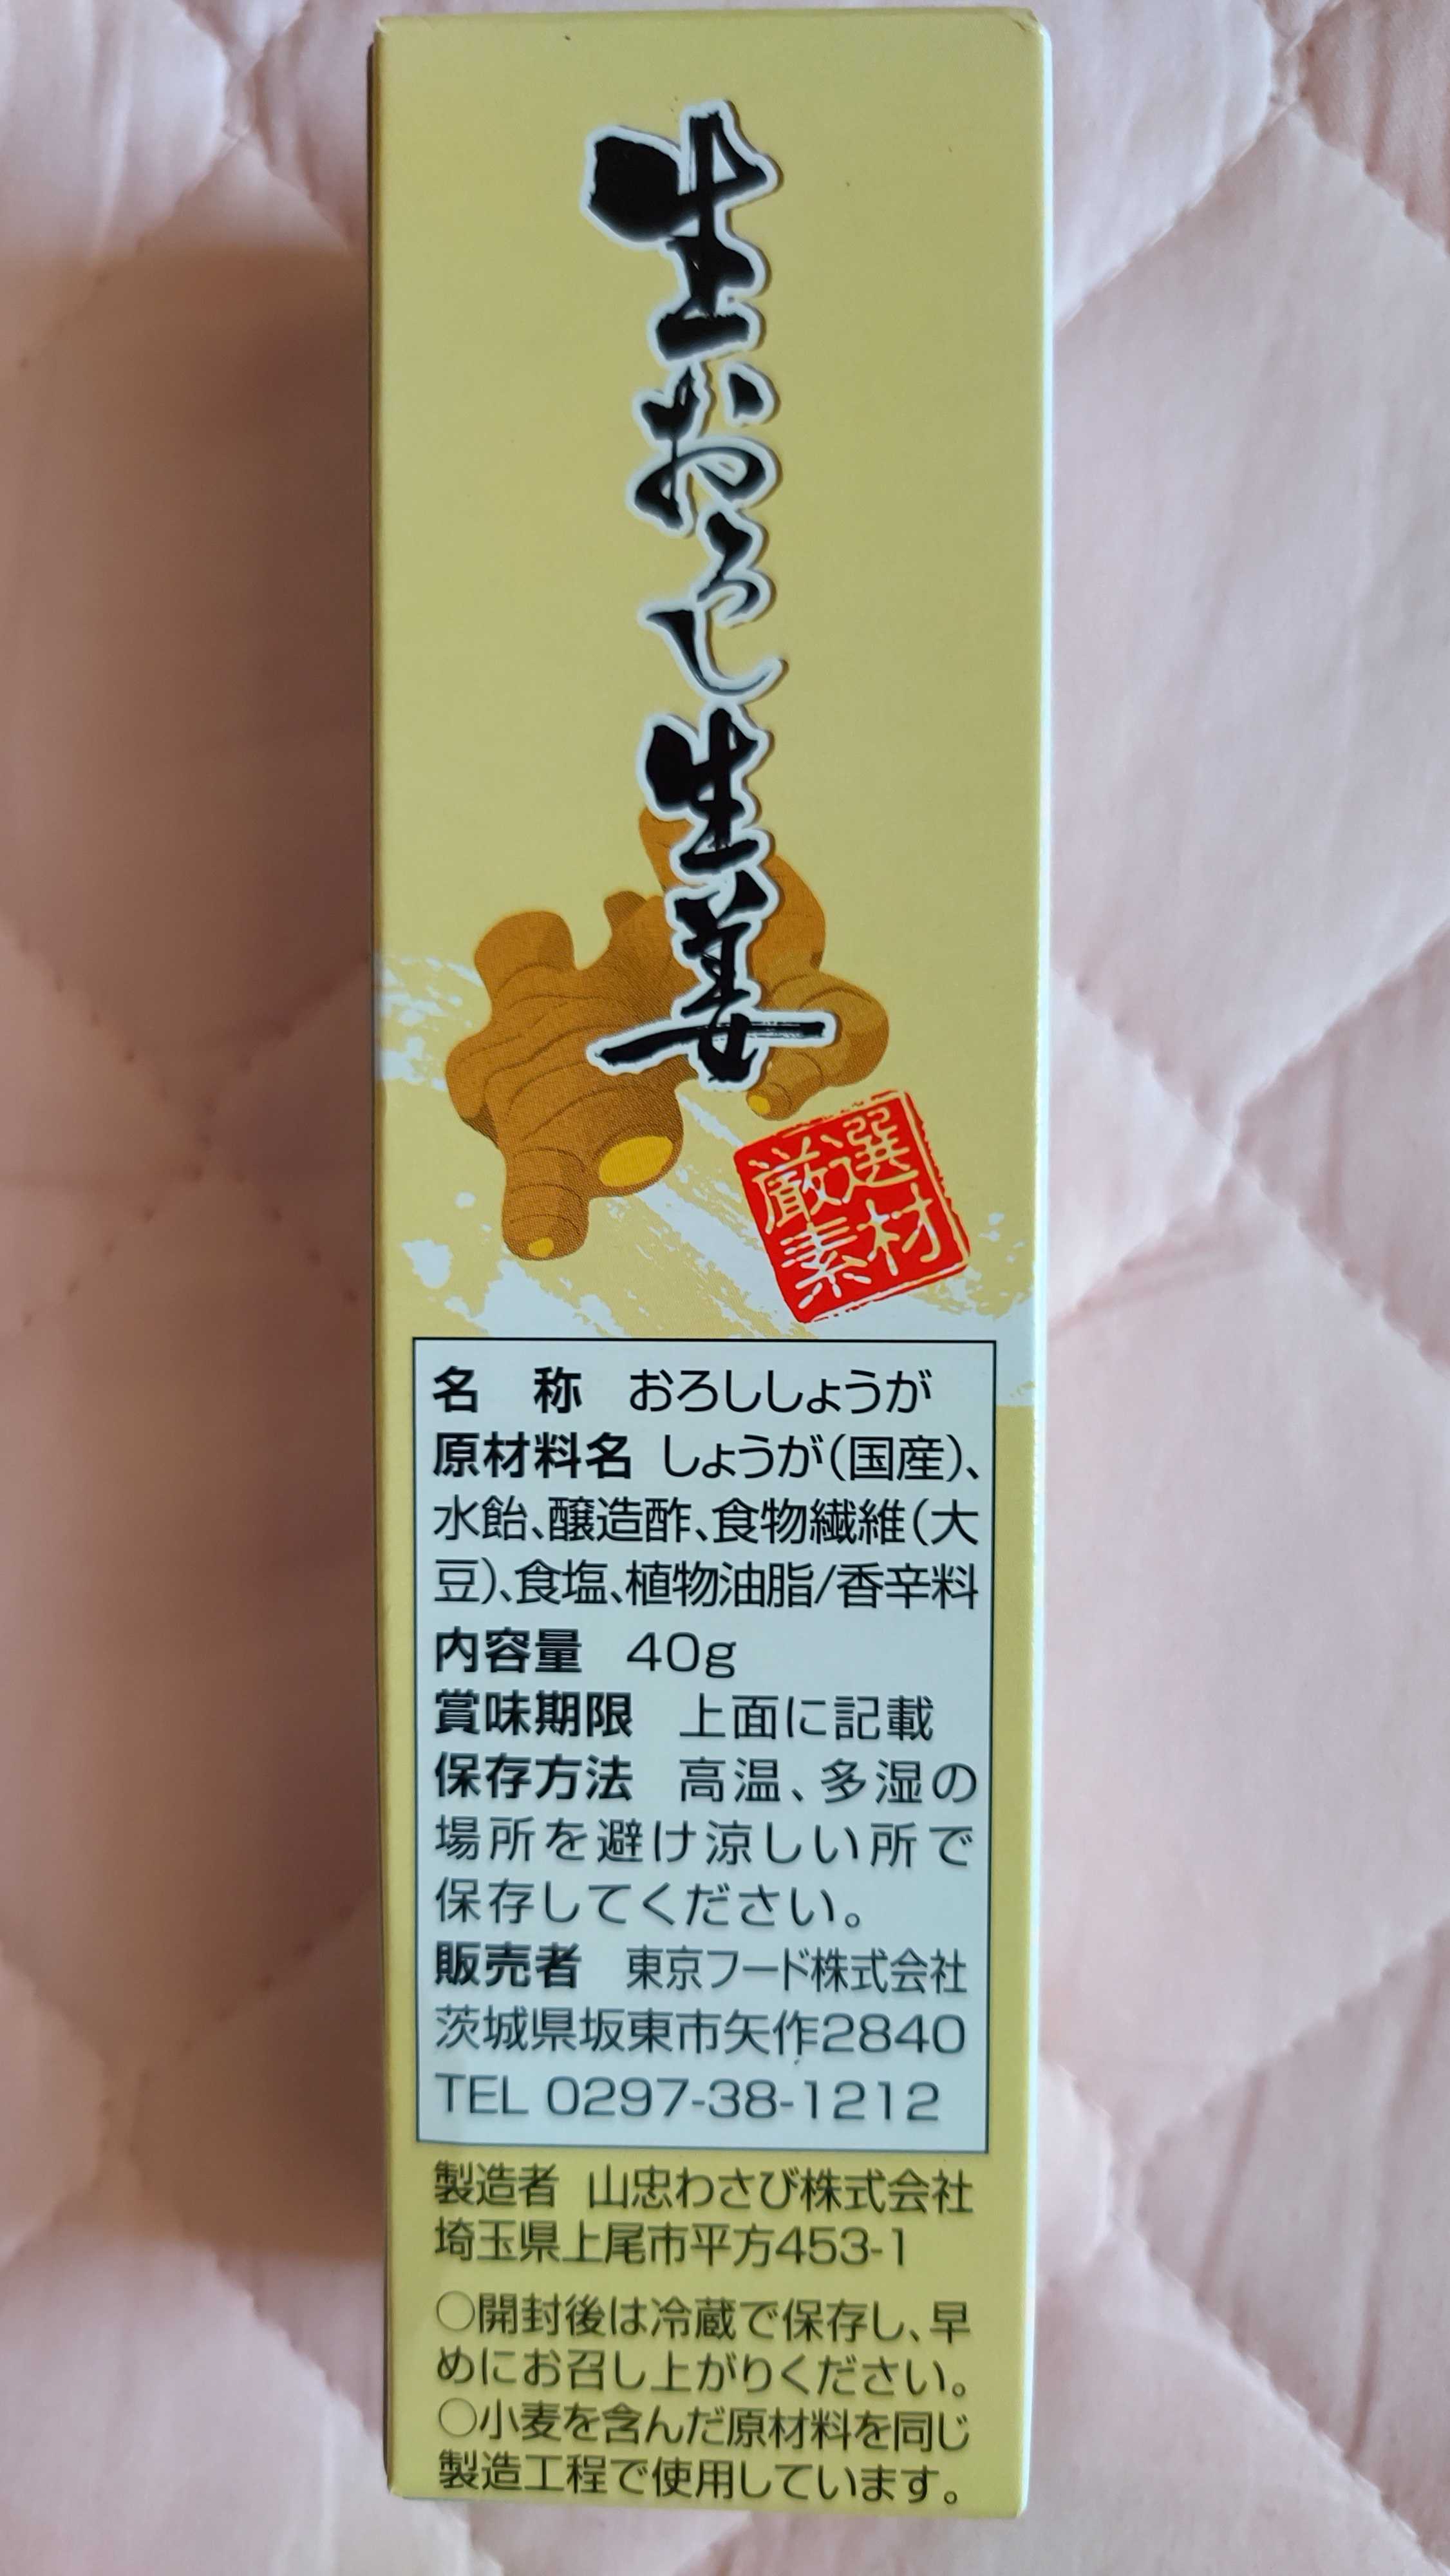 生おろし生姜
厳選
素材
名　称　おろししょうが
原材料名　しょうが(国産)、
水飴、醸造酢、食物繊維(大
豆)、食塩、植物油脂/香辛料
内容量　40g
賞味期限　上面に記載
保存方法　高温、多湿の
場所を避け涼しい所で
保存してください。
販売者　東京フード株式会社
茨城県坂東市矢作2840
TEL 0297-38-1212
製造者 山忠わさび株式会社
埼玉県上尾市平方453-1
○開封後は冷蔵で保存し、早
めにお召し上がりください。
○小麦を含んだ原材料を同じ
製造工程で使用しています。